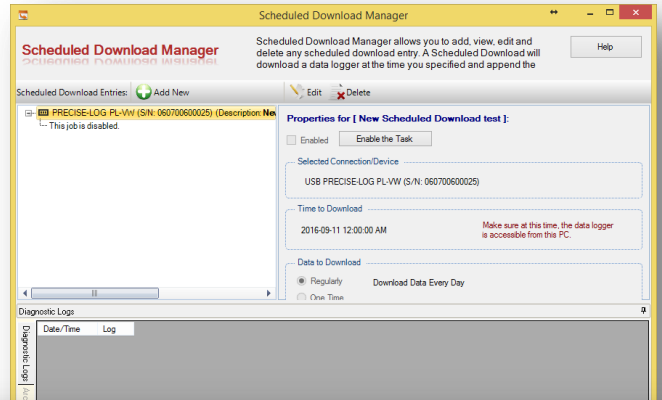 Scheduled Download Manager
Scheduled Download Manager
Scheduled Download Manager allows you to add, view, edit and
delete any scheduled download entry. A Scheduled Download will
download a data logger at the time you specified and append the
Help
Scheduled Download Entries:
Add New
Edit
Delete
PRECISE-LOG PL-VW (S/N: 060700600025) (Description: New
This job is disabled.
Properties for [ New Scheduled Download test ]:
Enabled
Enable the Task
Selected Connection/Device
USB PRECISE-LOG PL-VW (S/N: 060700600025)
Time to Download
2016-09-11 12:00:00 AM
Make sure at this time, the data logger
is accessible from this PC.
Data to Download
Regularly
Download Data Every Day
One Time
Diagnostic Logs
Diagnostic Logs
Date/Time
Log